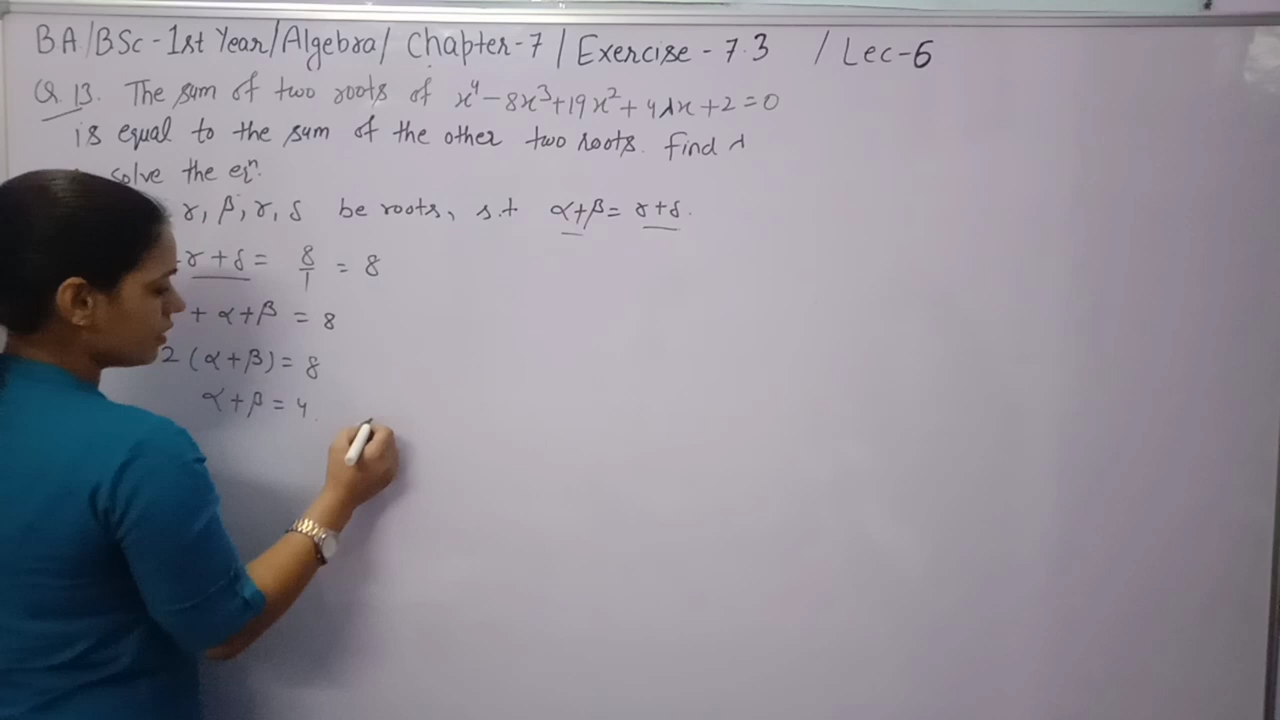 BA/BSc-1st Year/Algebra/ Chapter-7 / Exercise-7.3 / Lec-6
Q.13. The sum of two roots of x⁴-8x³+19x²+4λx+2=0
is equal to the sum of the other two roots. Find λ
solve the eqⁿ.
γ, β, γ, δ be roots, s.t α+β = γ+δ.
γ+δ = 8/1 = 8
+ α+β = 8
2(α+β) = 8
α+β = 4.